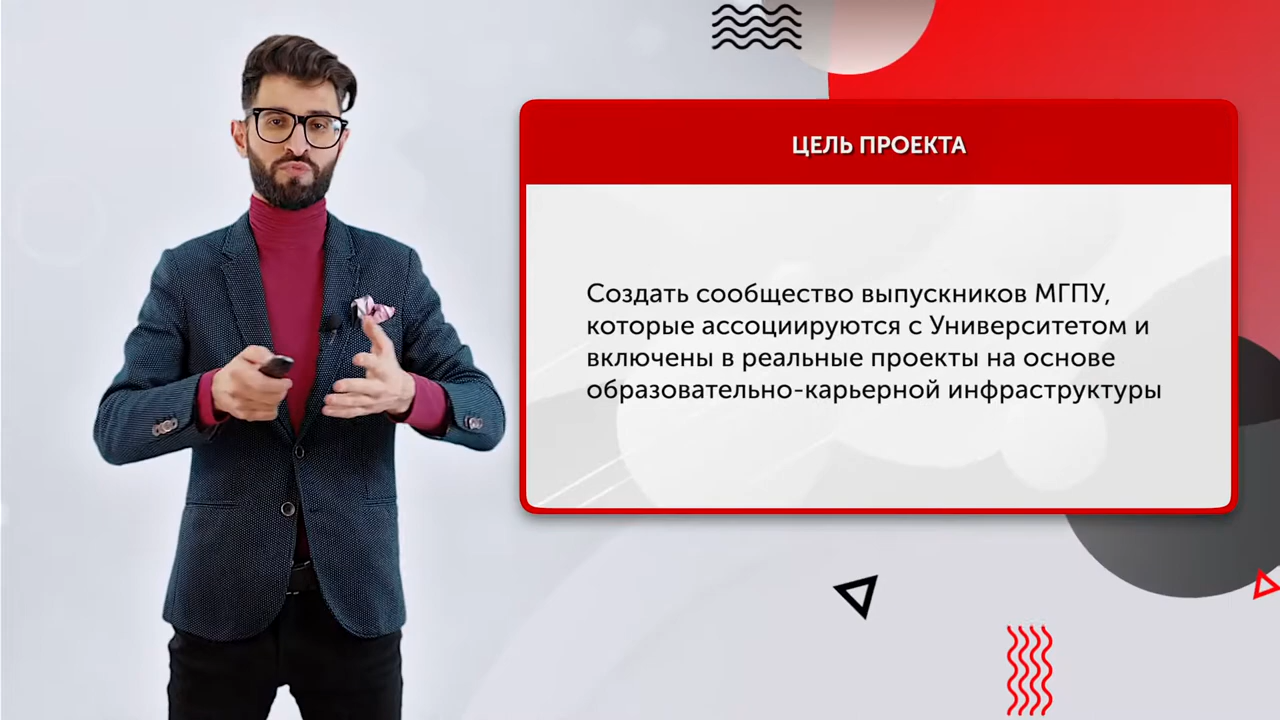 ЦЕЛЬ ПРОЕКТА
Создать сообщество выпускников МГПУ,
которые ассоциируются с Университетом и
включены в реальные проекты на основе
образовательно-карьерной инфраструктуры